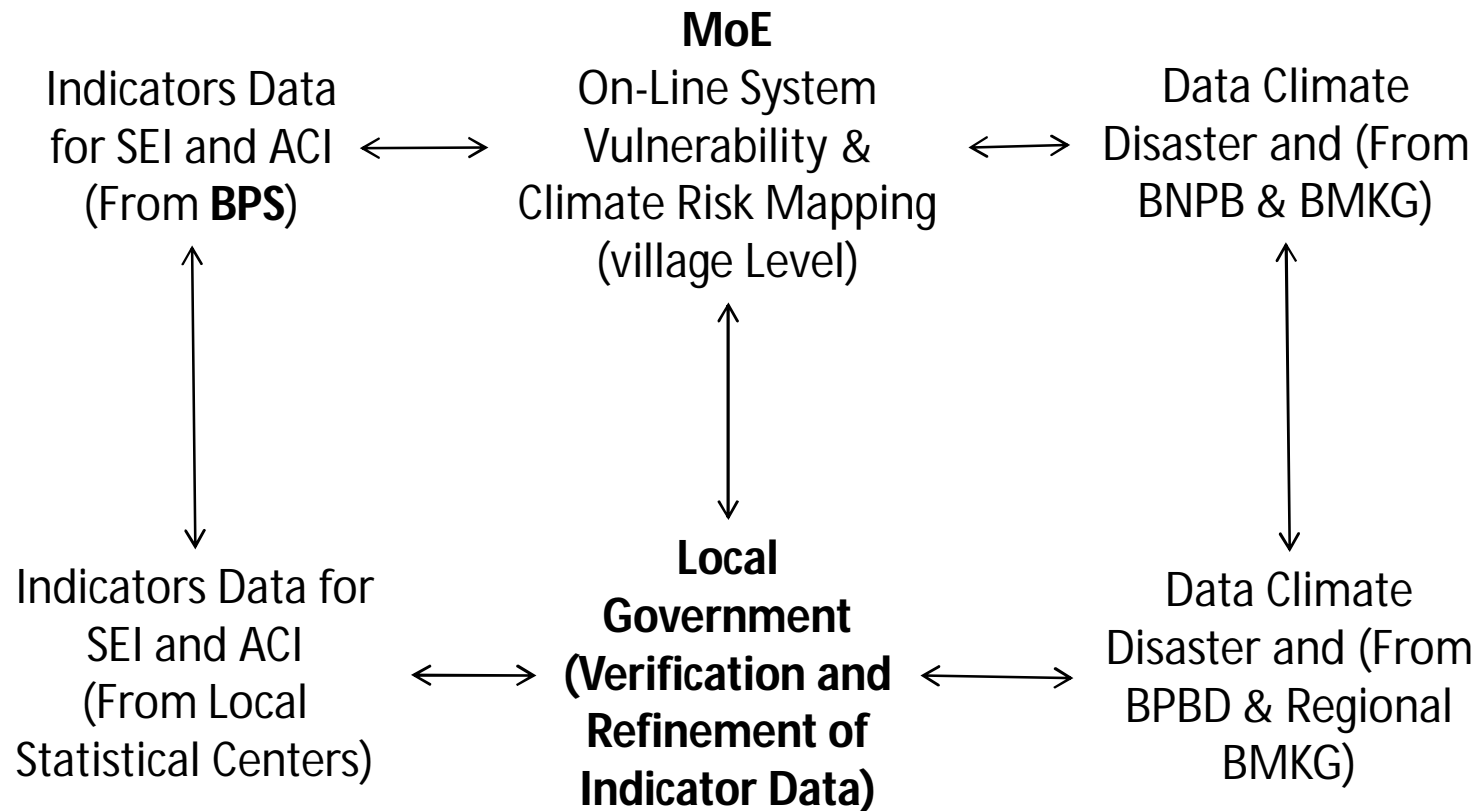 Indicators Data
for SEI and ACI
(From BPS)
MoE
On-Line System
Vulnerability &
Climate Risk Mapping
(village Level)
Data Climate
Disaster and (From
BNPB & BMKG)
Indicators Data for
SEI and ACI
(From Local
Statistical Centers)
Local
Government
(Verification and
Refinement of
Indicator Data)
Data Climate
Disaster and (From
BPBD & Regional
BMKG)